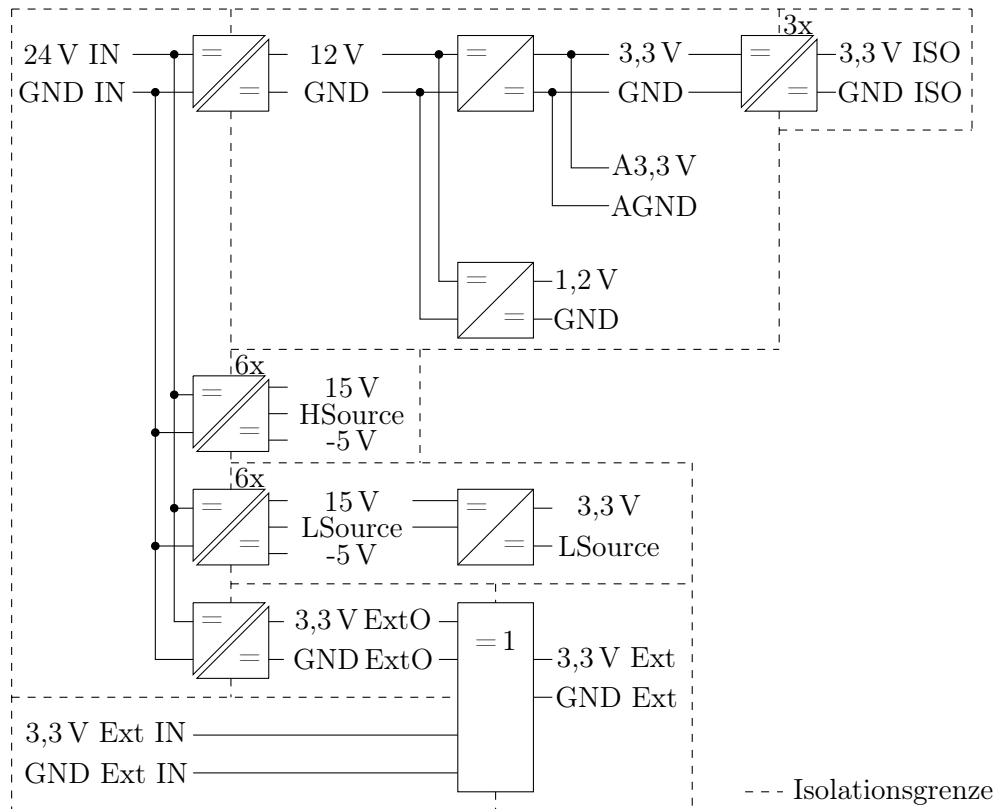 3x
24 V IN
=
=
12 V
=
=
3,3 V
=
=
3,3 V ISO
GND IN
GND
GND
GND ISO
A3,3 V
AGND
=
=
1,2 V
GND
6x
=
=
15 V
HSource
-5 V
6x
=
=
15 V
LSource
-5 V
=
=
3,3 V
LSource
=
=
3,3 V ExtO
GND ExtO
= 1
3,3 V Ext
GND Ext
3,3 V Ext IN
GND Ext IN
Isolationsgrenze